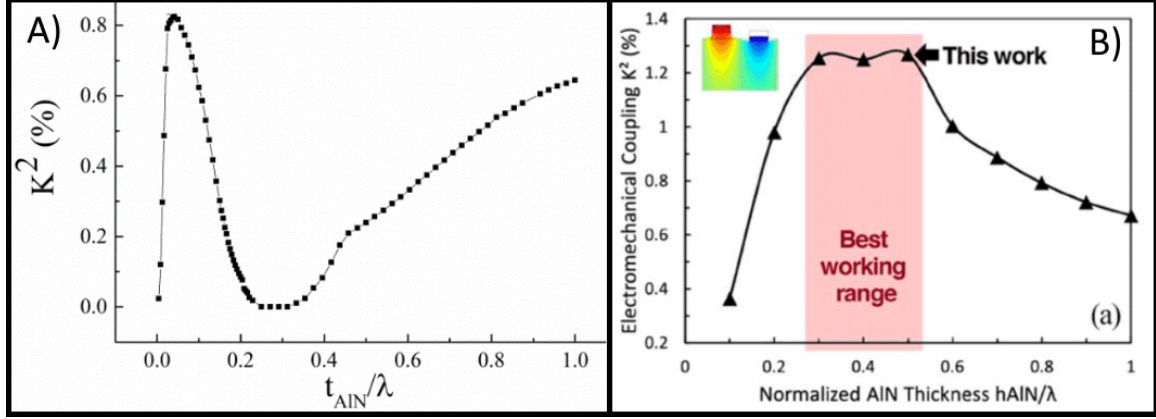 A)
0.8
0.6
0.4
0.2
0.0
K² (%)
0.0 0.2 0.4 0.6 0.8 1.0
t_AlN/λ
B)
1.4
1.2
1
0.8
0.6
0.4
0.2
Electromechanical Coupling K² (%)
This work
Best
working
range
(a)
0 0.2 0.4 0.6 0.8 1
Normalized AlN Thickness hAlN/λ